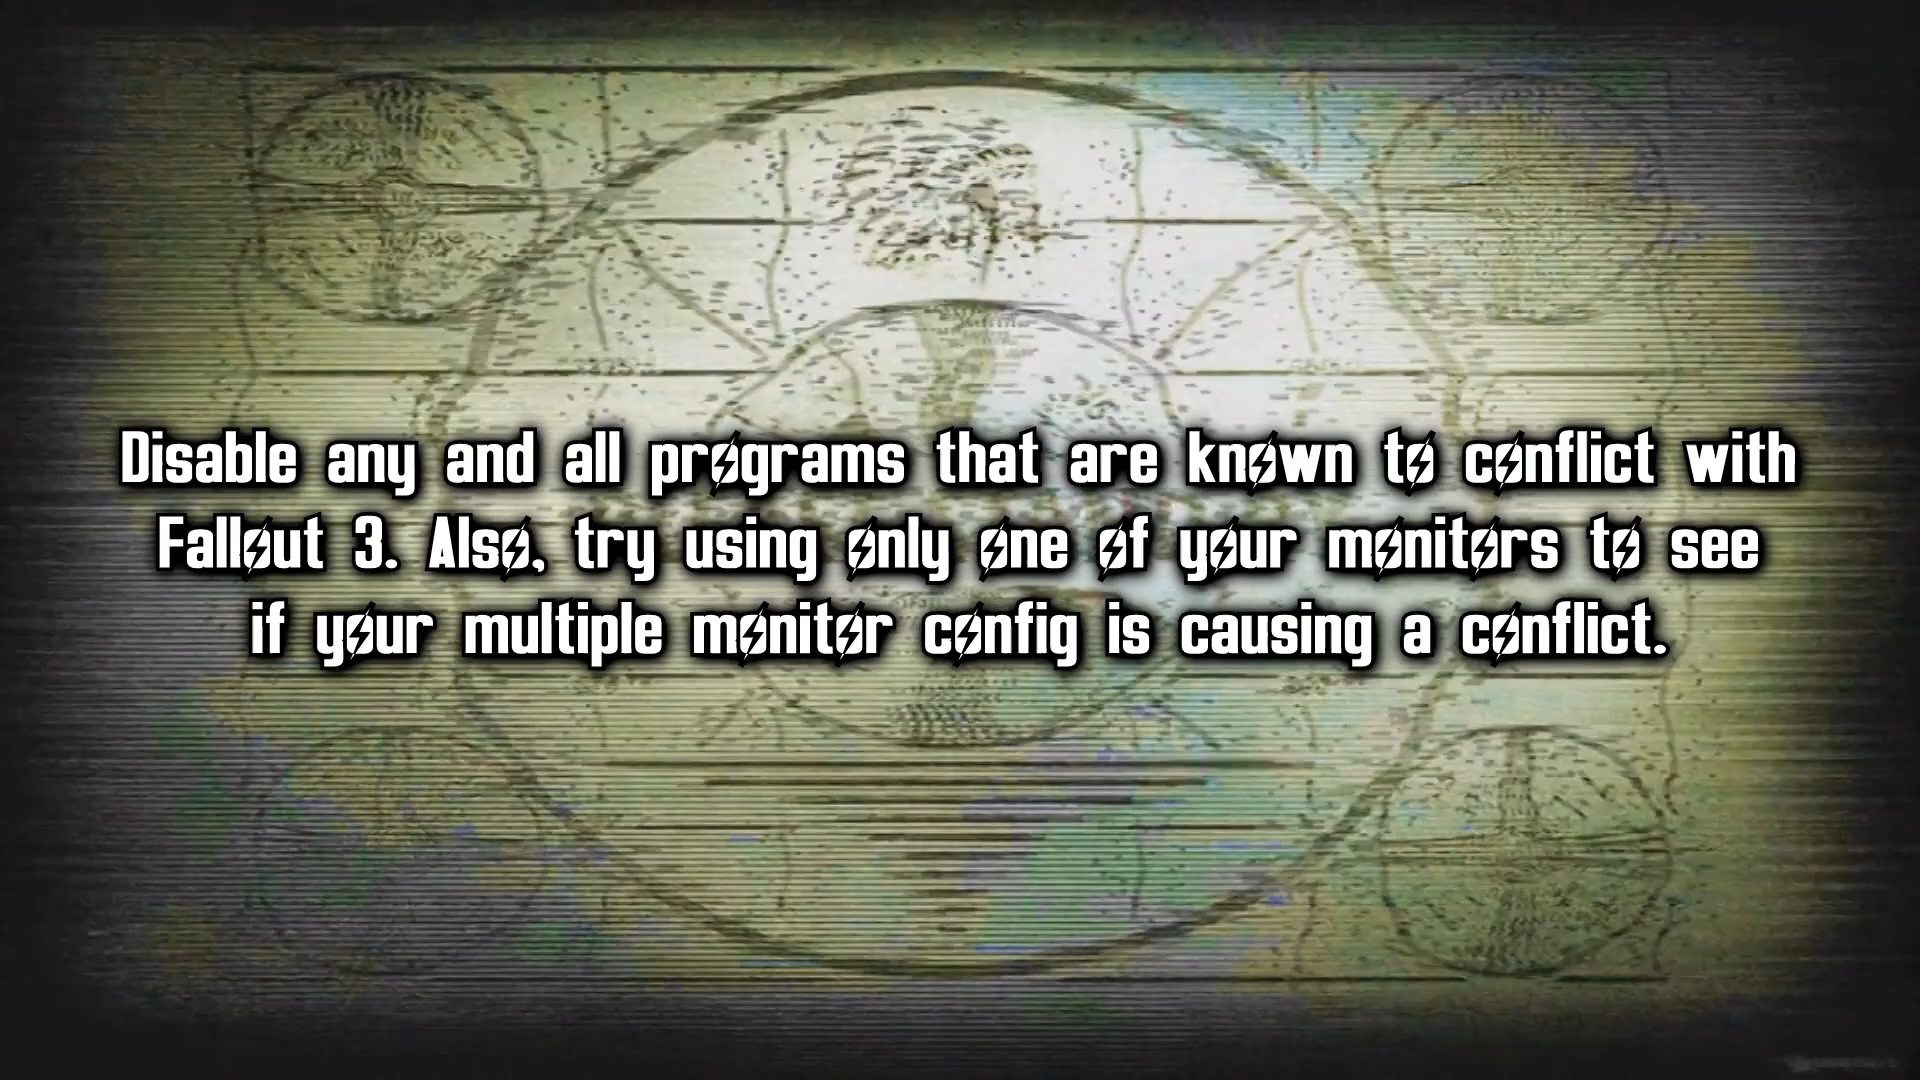 Disable any and all programs that are known to conflict with
Fallout 3. Also, try using only one of your monitors to see
if your multiple monitor config is causing a conflict.